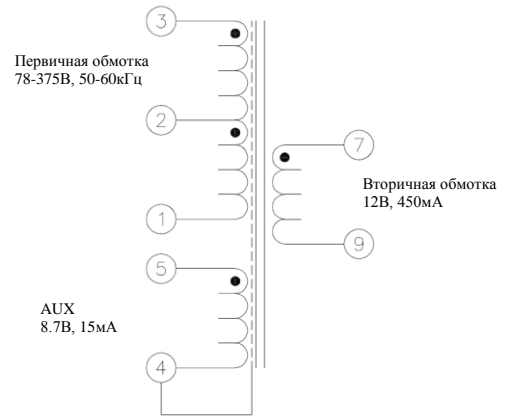 3
Первичная обмотка
78-375В, 50-60кГц
2
7
Вторичная обмотка
12В, 450мА
1
9
5
AUX
8.7В, 15мА
4